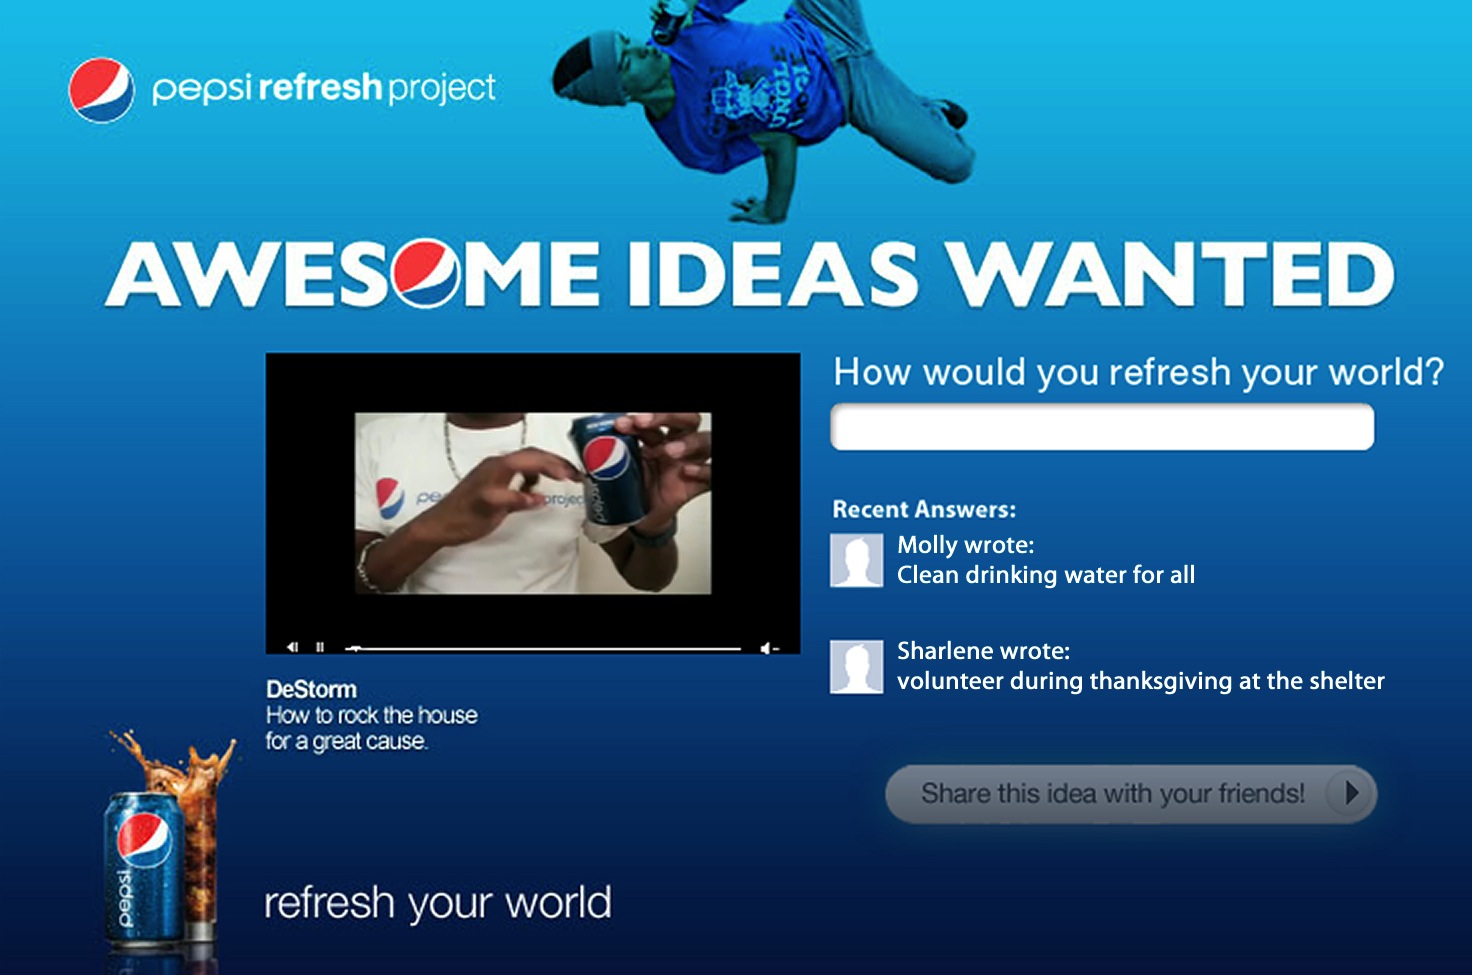 pepsi refresh project
AWESOME IDEAS WANTED
How would you refresh your world?
project
pepsi
Recent Answers:
Molly wrote:
Clean drinking water for all
Sharlene wrote:
volunteer during thanksgiving at the shelter
DeStorm
How to rock the house
for a great cause.
Share this idea with your friends!
pepsi
refresh your world